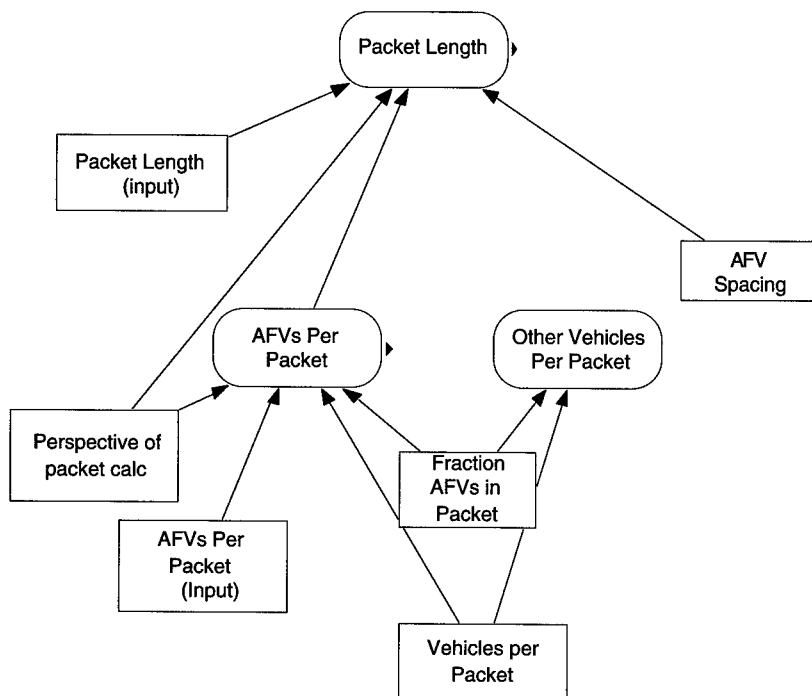 Packet Length
Packet Length
(input)
AFV
Spacing
AFVs Per
Packet
Other Vehicles
Per Packet
Perspective of
packet calc
Fraction
AFVs in
Packet
AFVs Per
Packet
(Input)
Vehicles per
Packet